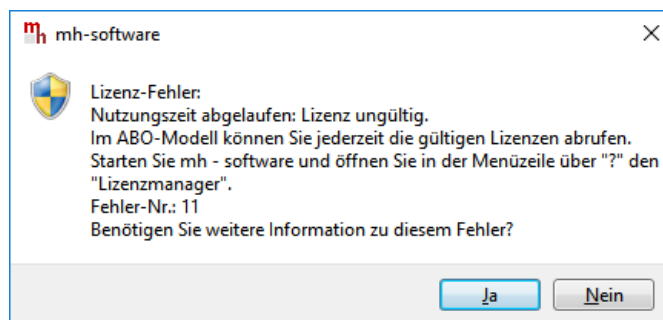 mh mh-software
Lizenz-Fehler:
Nutzungszeit abgelaufen: Lizenz ungültig.
Im ABO-Modell können Sie jederzeit die gültigen Lizenzen abrufen.
Starten Sie mh - software und öffnen Sie in der Menüzeile über "?" den
"Lizenzmanager".
Fehler-Nr.: 11
Benötigen Sie weitere Information zu diesem Fehler?
Ja Nein